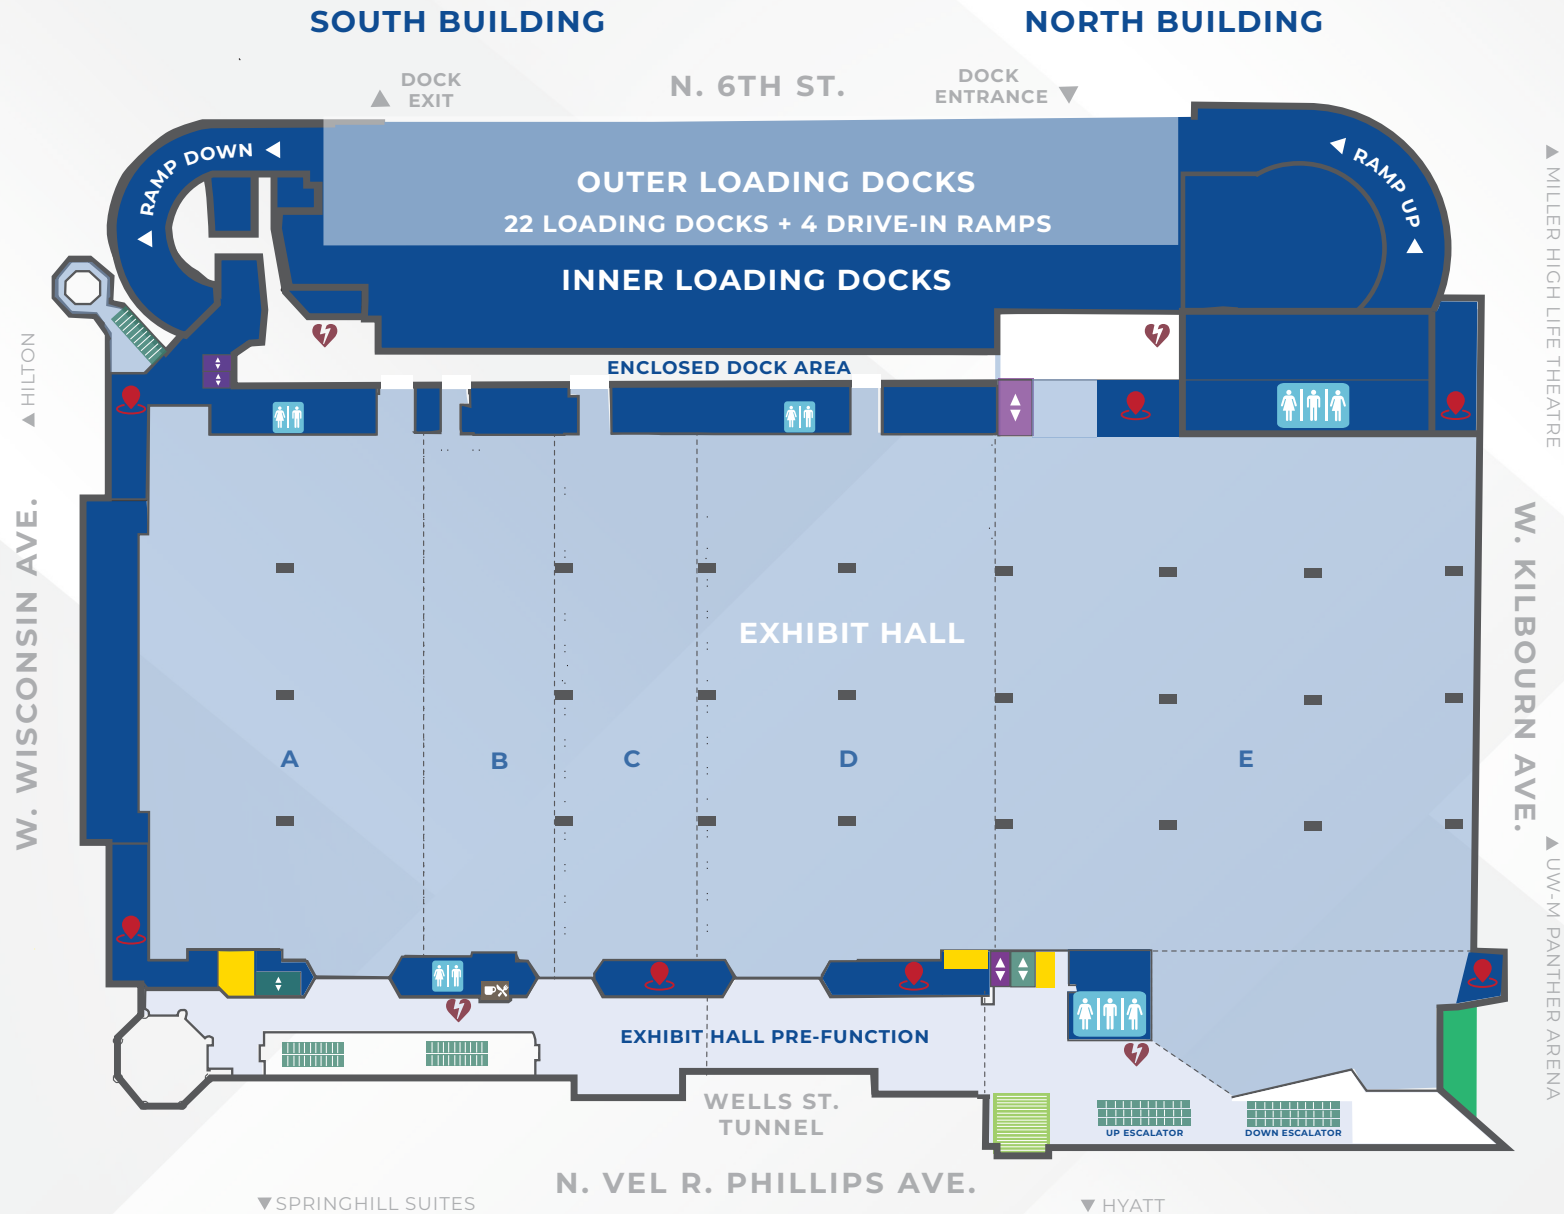 SOUTH BUILDING
NORTH BUILDING
DOCK
EXIT
N. 6TH ST.
DOCK
ENTRANCE
RAMP DOWN
OUTER LOADING DOCKS
22 LOADING DOCKS + 4 DRIVE-IN RAMPS
INNER LOADING DOCKS
RAMP UP
MILLER HIGH LIFE THEATRE
HILTON
ENCLOSED DOCK AREA
W. WISCONSIN AVE.
W. KILBOURN AVE.
EXHIBIT HALL
A
B
C
D
E
UW-M PANTHER ARENA
EXHIBIT HALL PRE-FUNCTION
WELLS ST.
TUNNEL
UP ESCALATOR
DOWN ESCALATOR
N. VEL R. PHILLIPS AVE.
SPRINGHILL SUITES
HYATT